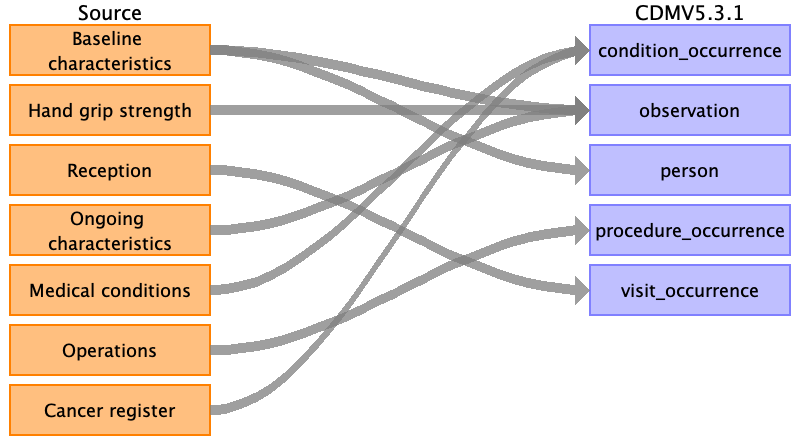 Source
CDMV5.3.1
Baseline
characteristics
condition_occurrence
Hand grip strength
observation
Reception
person
Ongoing
characteristics
procedure_occurrence
Medical conditions
visit_occurrence
Operations
Cancer register